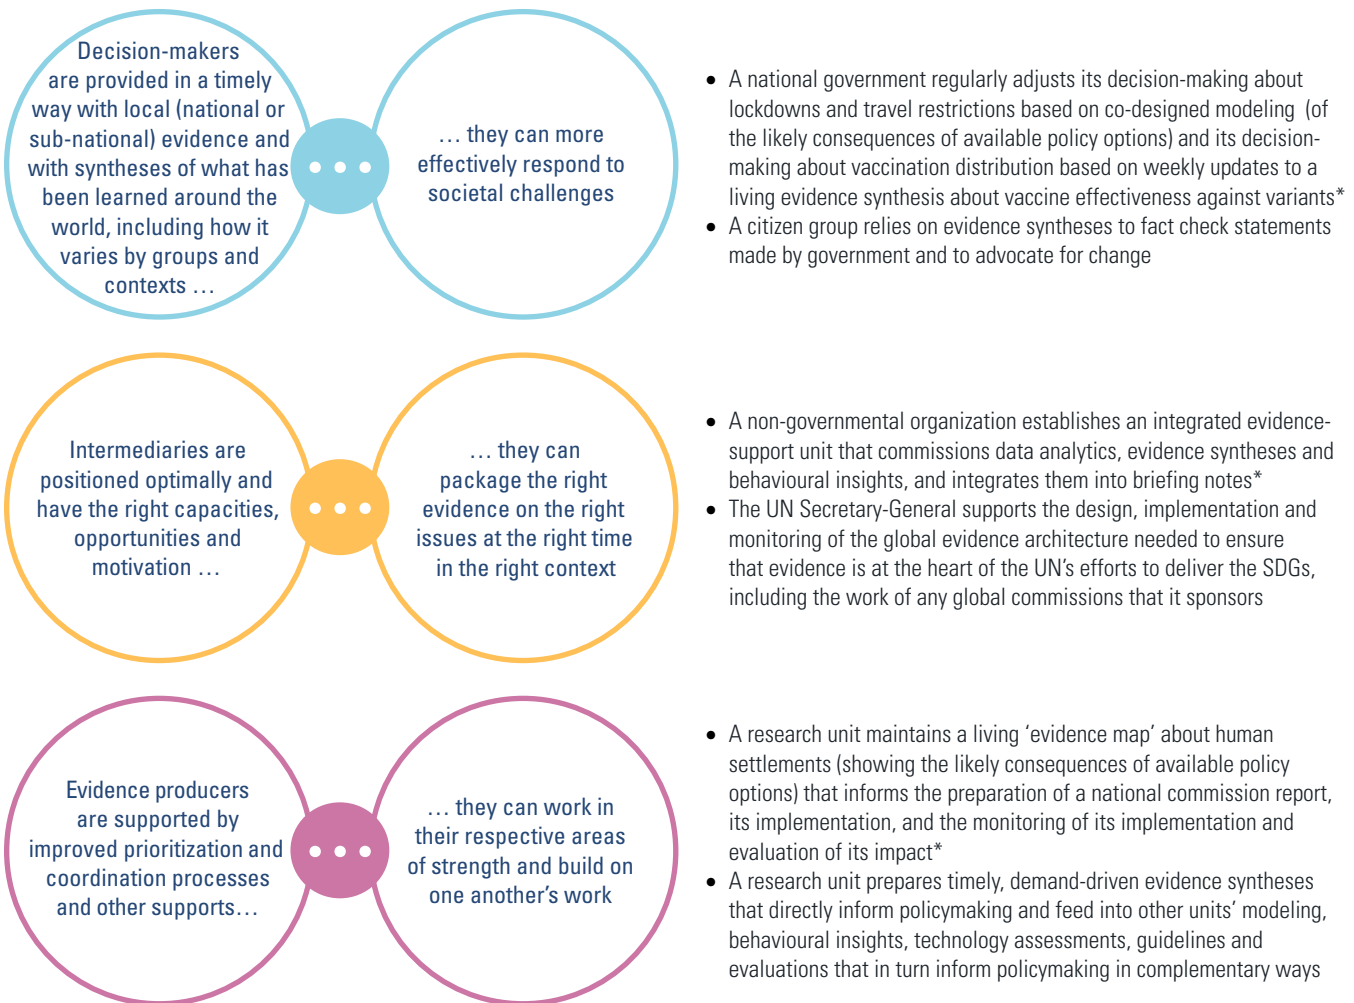 Decision-makers
are provided in a timely
way with local (national or
sub-national) evidence and
with syntheses of what has
been learned around the
world, including how it
varies by groups and
contexts …
… they can more
effectively respond to
societal challenges
• A national government regularly adjusts its decision-making about
lockdowns and travel restrictions based on co-designed modeling (of
the likely consequences of available policy options) and its decision-
making about vaccination distribution based on weekly updates to a
living evidence synthesis about vaccine effectiveness against variants*
• A citizen group relies on evidence syntheses to fact check statements
made by government and to advocate for change
Intermediaries are
positioned optimally and
have the right capacities,
opportunities and
motivation …
… they can
package the right
evidence on the right
issues at the right time
in the right context
• A non-governmental organization establishes an integrated evidence-
support unit that commissions data analytics, evidence syntheses and
behavioural insights, and integrates them into briefing notes*
• The UN Secretary-General supports the design, implementation and
monitoring of the global evidence architecture needed to ensure
that evidence is at the heart of the UN’s efforts to deliver the SDGs,
including the work of any global commissions that it sponsors
Evidence producers
are supported by
improved prioritization and
coordination processes
and other supports…
… they can work in
their respective areas
of strength and build on
one another’s work
• A research unit maintains a living ‘evidence map’ about human
settlements (showing the likely consequences of available policy
options) that informs the preparation of a national commission report,
its implementation, and the monitoring of its implementation and
evaluation of its impact*
• A research unit prepares timely, demand-driven evidence syntheses
that directly inform policymaking and feed into other units’ modeling,
behavioural insights, technology assessments, guidelines and
evaluations that in turn inform policymaking in complementary ways